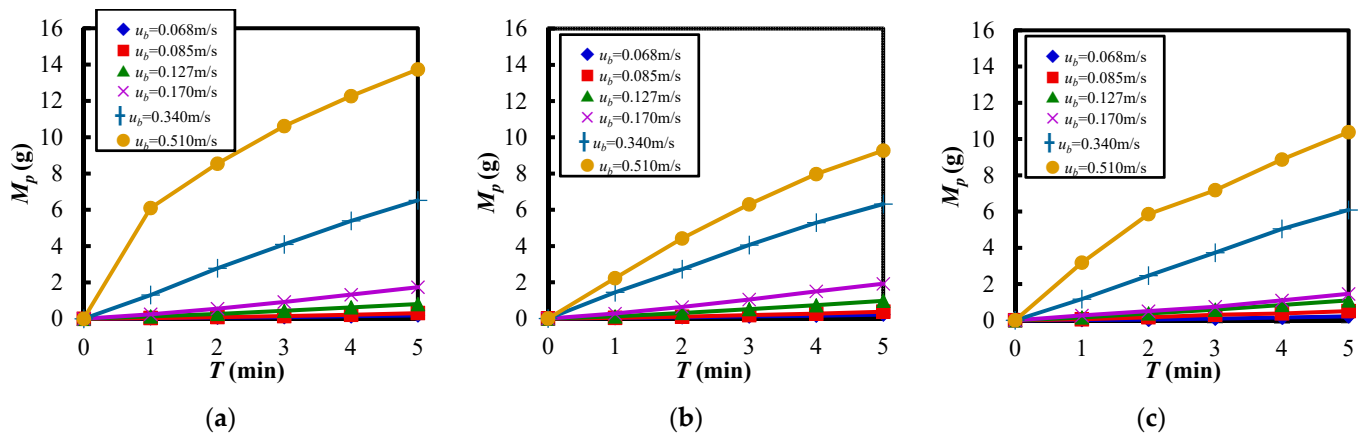 16
14
12
10
8
6
4
2
0
M_p (g)
u_b=0.068m/s
u_b=0.085m/s
u_b=0.127m/s
u_b=0.170m/s
u_b=0.340m/s
u_b=0.510m/s
0 1 2 3 4 5
T (min)
(a)
16
14
12
10
8
6
4
2
0
M_p (g)
u_b=0.068m/s
u_b=0.085m/s
u_b=0.127m/s
u_b=0.170m/s
u_b=0.340m/s
u_b=0.510m/s
0 1 2 3 4 5
T (min)
(b)
16
14
12
10
8
6
4
2
0
M_p (g)
u_b=0.068m/s
u_b=0.085m/s
u_b=0.127m/s
u_b=0.170m/s
u_b=0.340m/s
u_b=0.510m/s
0 1 2 3 4 5
T (min)
(c)